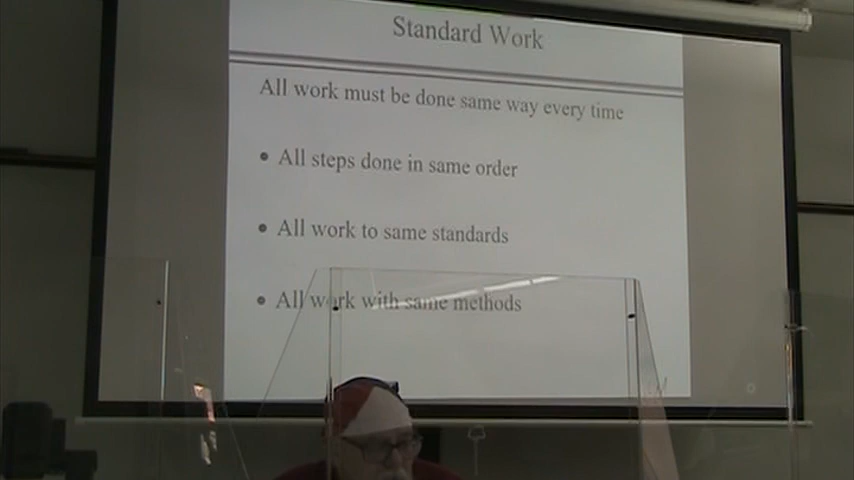 Standard Work
All work must be done same way every time
• All steps done in same order
• All work to same standards
• All work with same methods